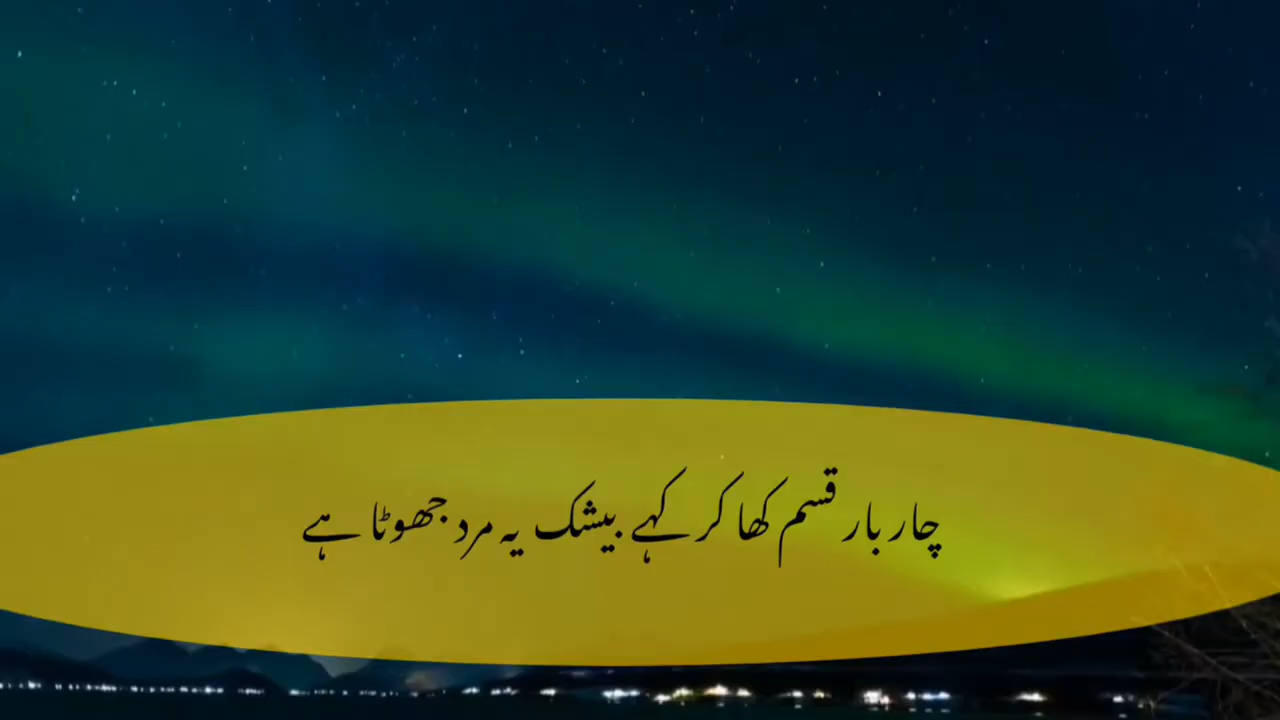 چار بار قسم کھا کر کہے بیشک یہ مرد جھوٹا ہے